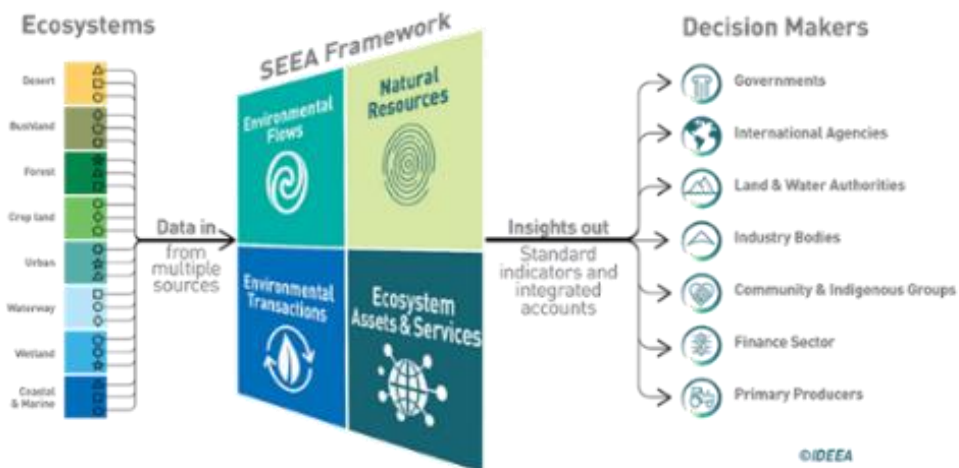 Ecosystems
Desert
Bushland
Forest
Crop land
Urban
Waterway
Wetland
Coastal
& Marine
Data in
from
multiple
sources
SEEA Framework
Environmental
Flows
Natural
Resources
Environmental
Transactions
Ecosystem
Assets & Services
Insights out
Standard
indicators and
integrated
accounts
Decision Makers
Governments
International Agencies
Land & Water Authorities
Industry Bodies
Community & Indigenous Groups
Finance Sector
Primary Producers
©IDEEA